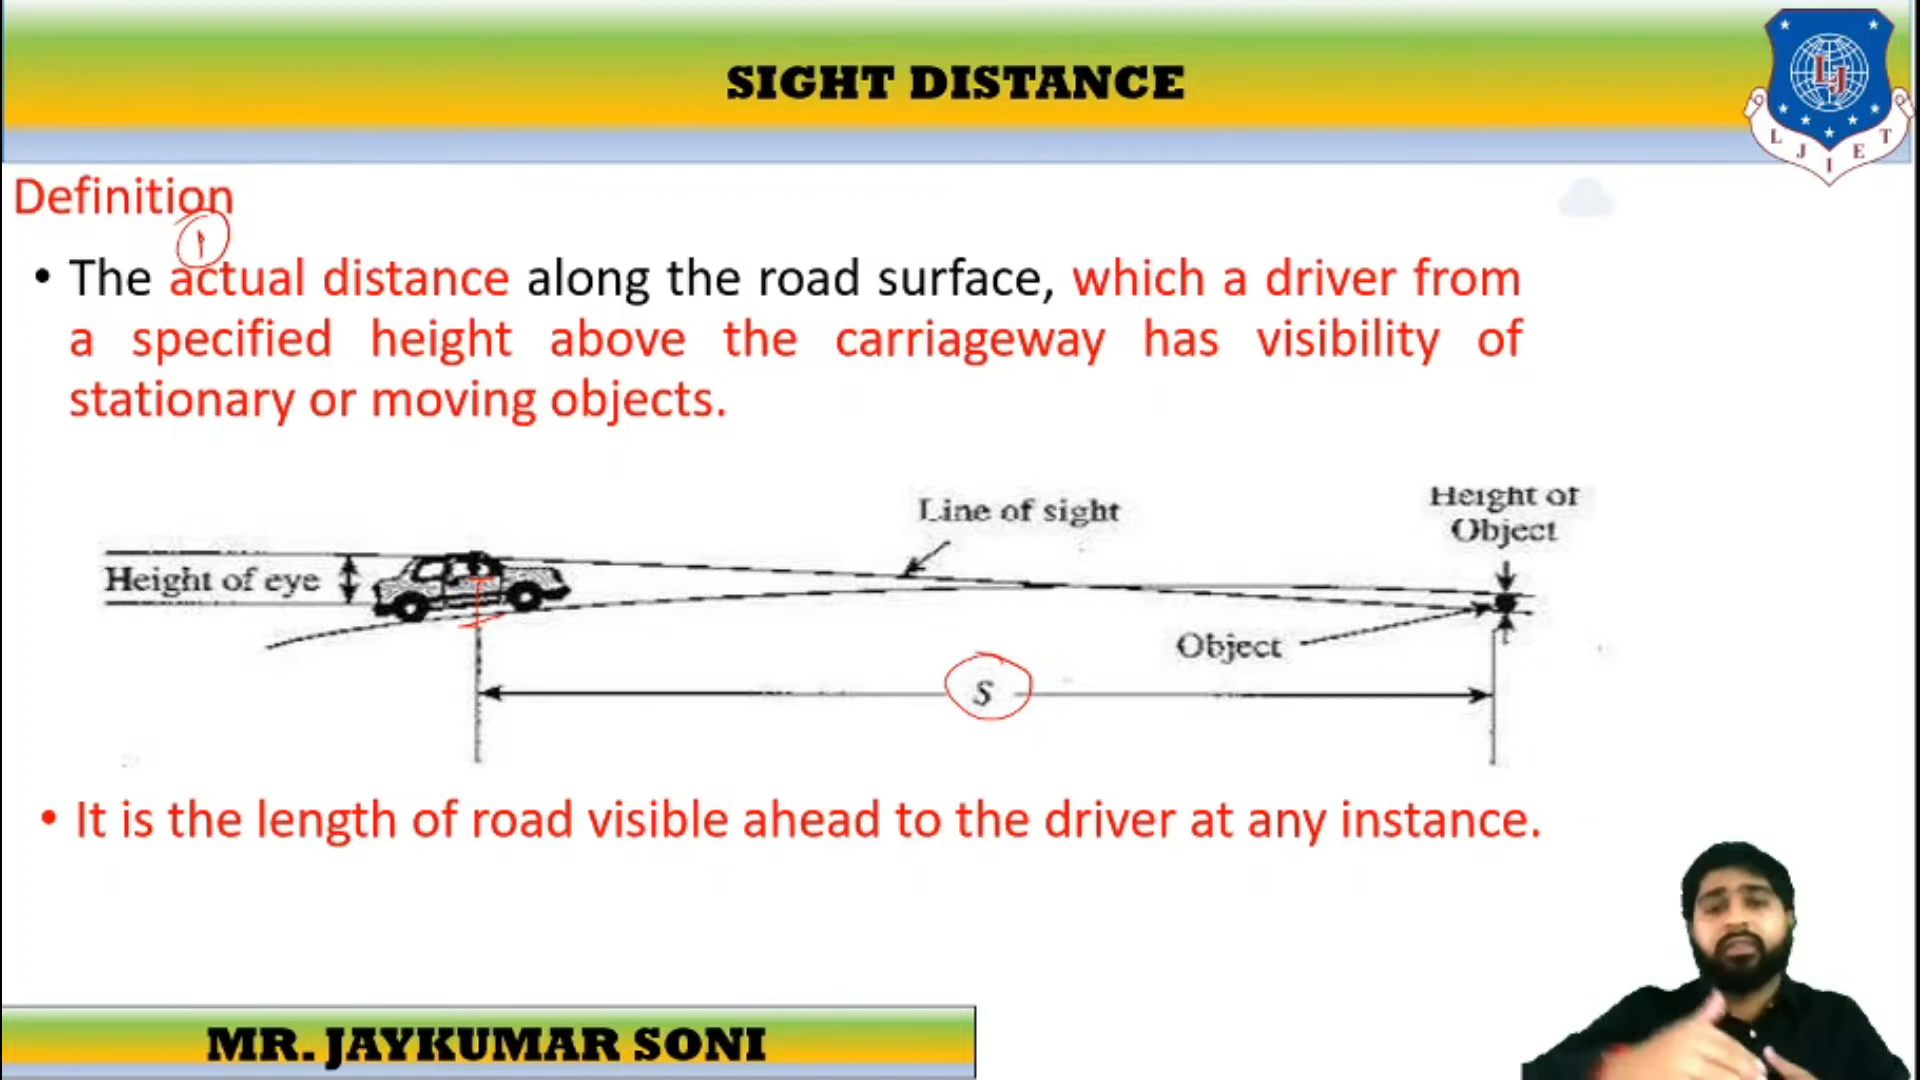 SIGHT DISTANCE
LJ
L J I E T
Definition
1
• The actual distance along the road surface, which a driver from
a specified height above the carriageway has visibility of
stationary or moving objects.
Line of sight
Height of
Object
Height of eye
Object
S
• It is the length of road visible ahead to the driver at any instance.
MR. JAYKUMAR SONI